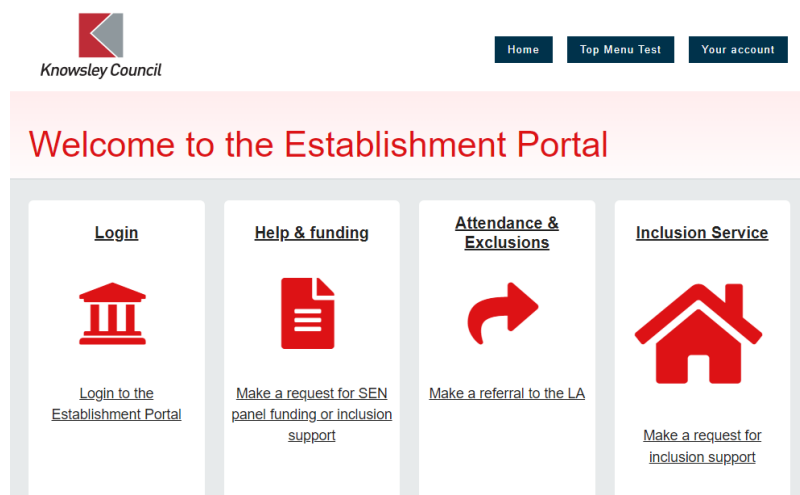 Knowsley Council
Home
Top Menu Test
Your account
Welcome to the Establishment Portal
Login
Login to the
Establishment Portal
Help & funding
Make a request for SEN
panel funding or inclusion
support
Attendance &
Exclusions
Make a referral to the LA
Inclusion Service
Make a request for
inclusion support